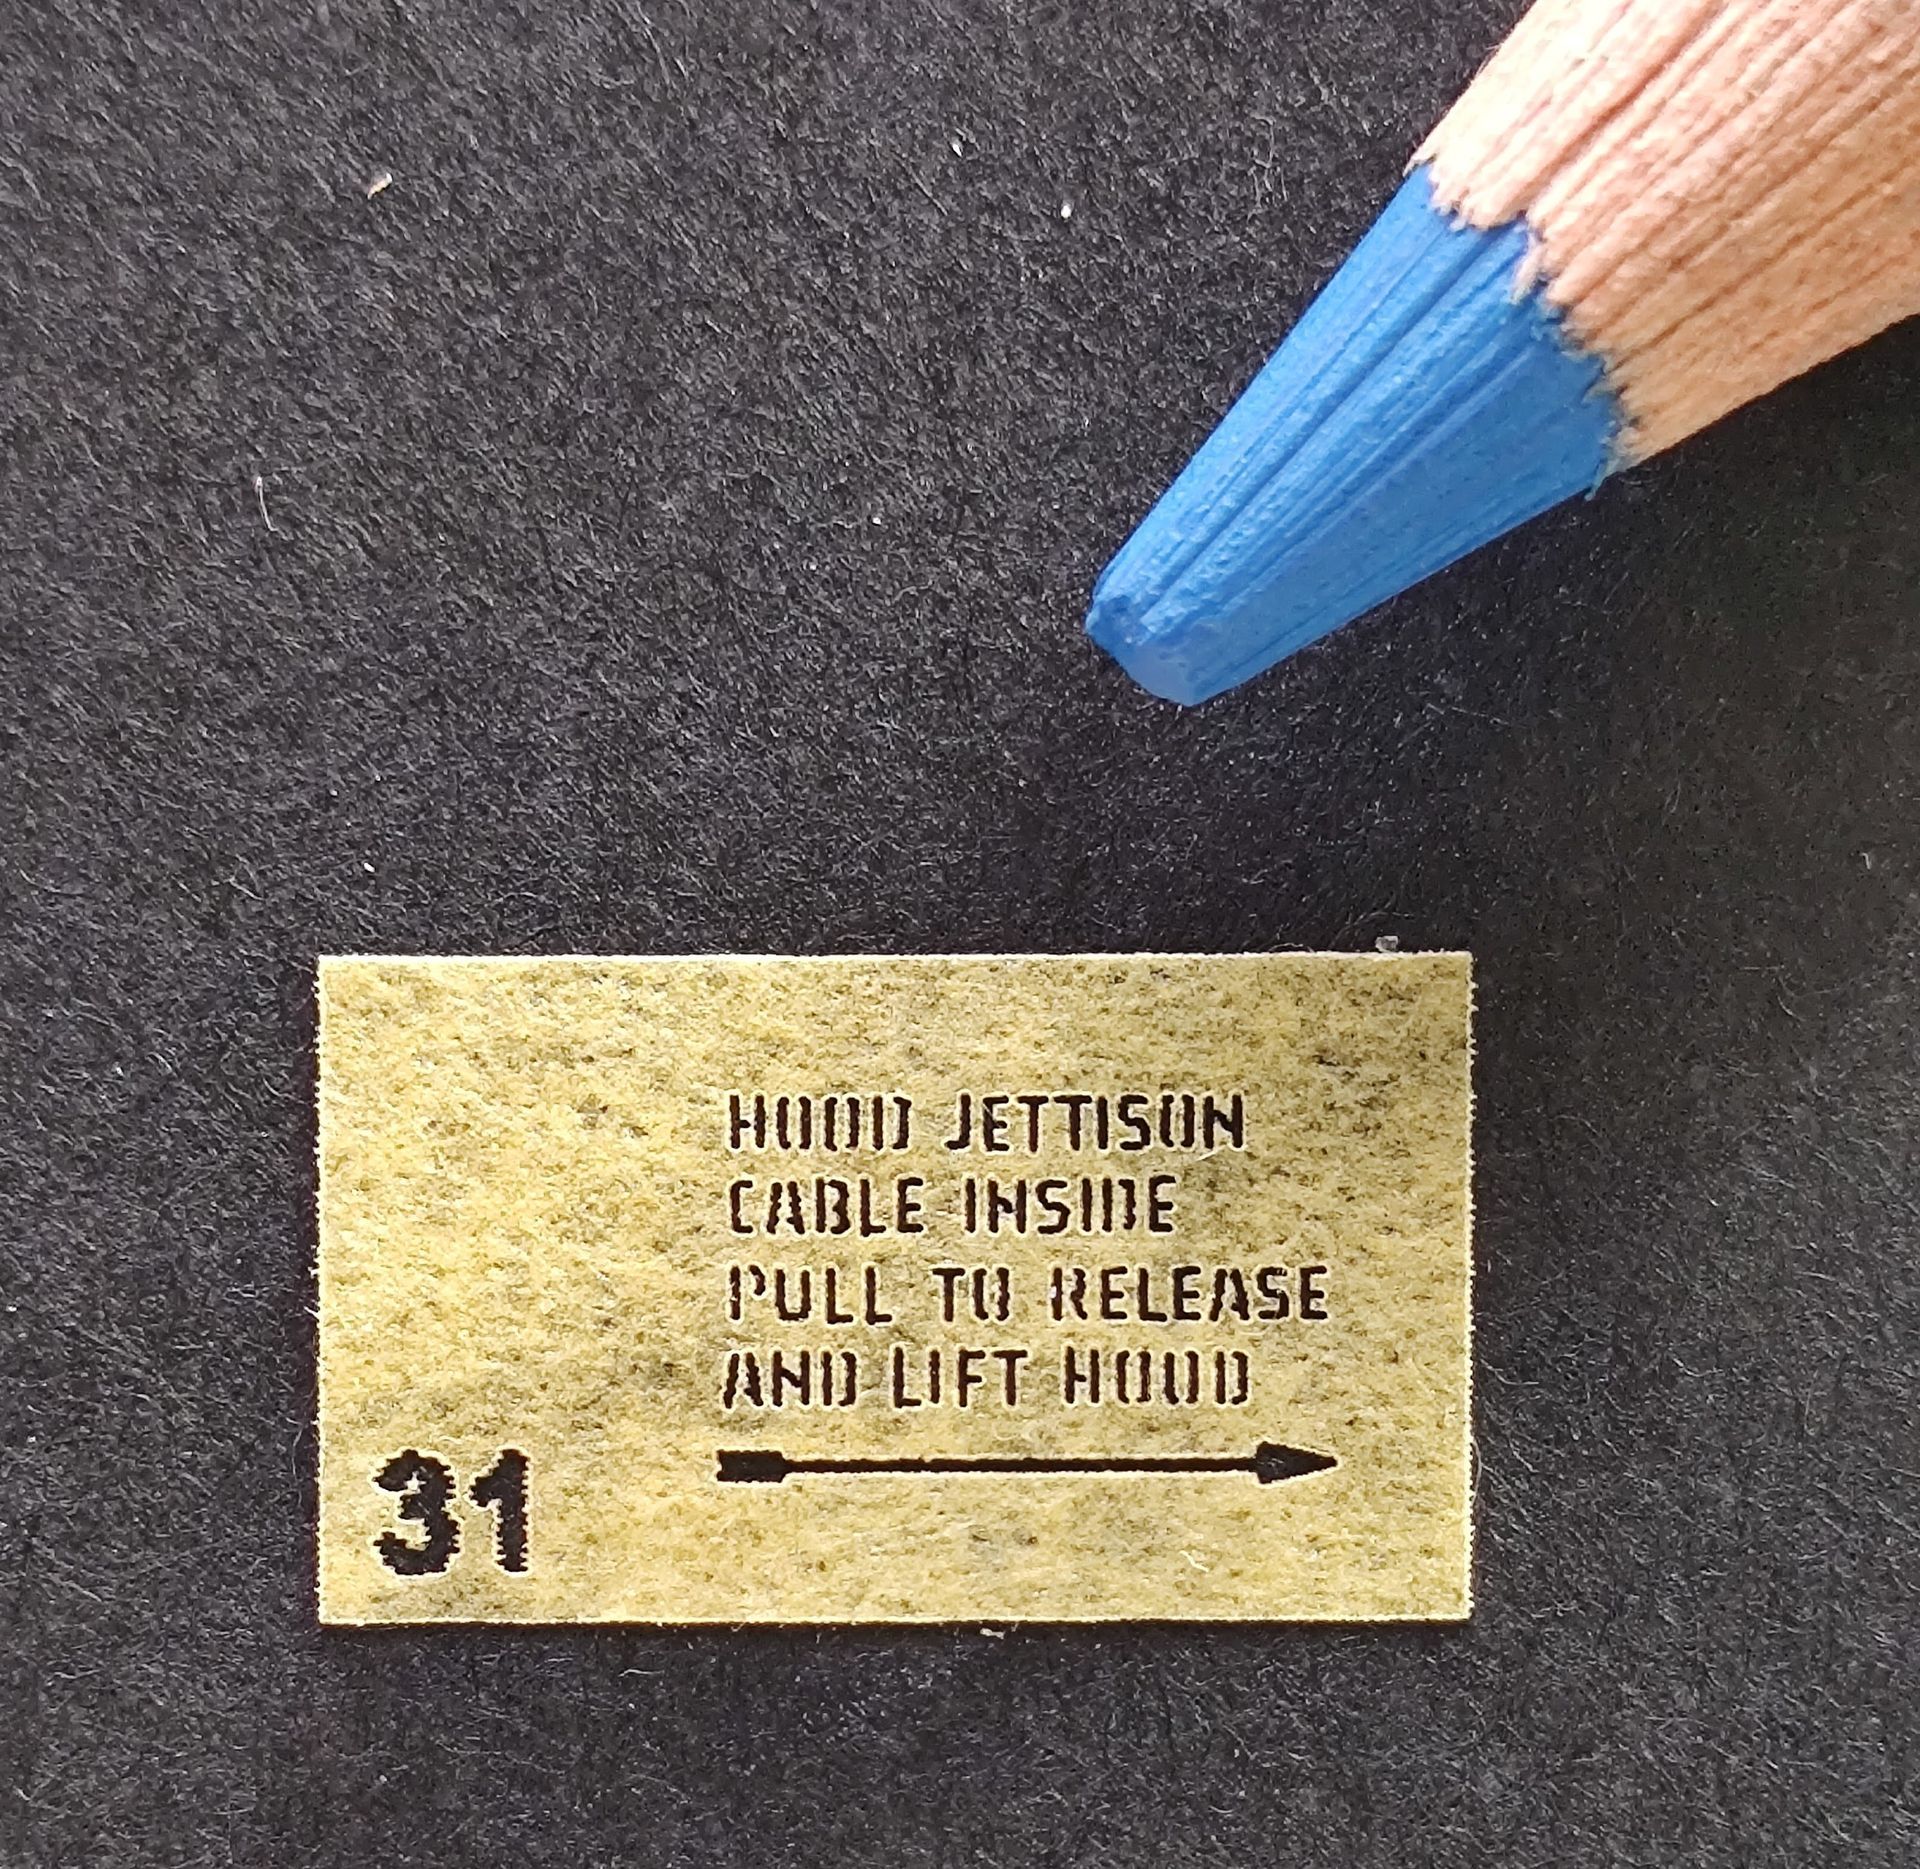 HOOD JETTISON
CABLE INSIDE
PULL TO RELEASE
AND LIFT HOOD
31